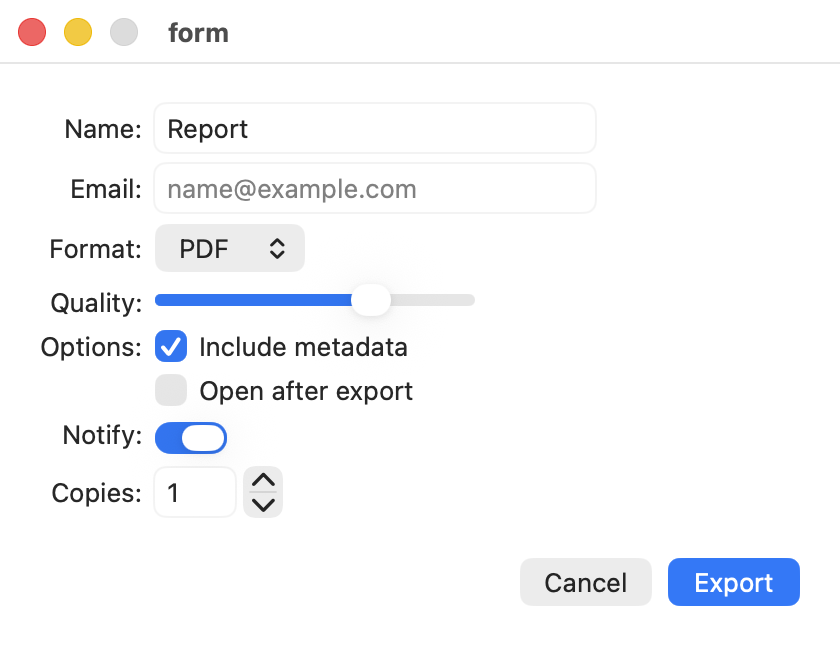 form
Name: Report
Email: name@example.com
Format: PDF
Quality:
Options: Include metadata
Open after export
Notify:
Copies: 1
Cancel Export